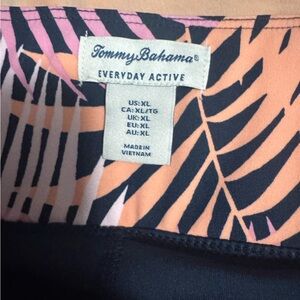 Tommy Bahama
EVERYDAY ACTIVE
US:XL
CA:XL/TG
UK:XL
EU:XL
AU:XL
MADE IN
VIETNAM